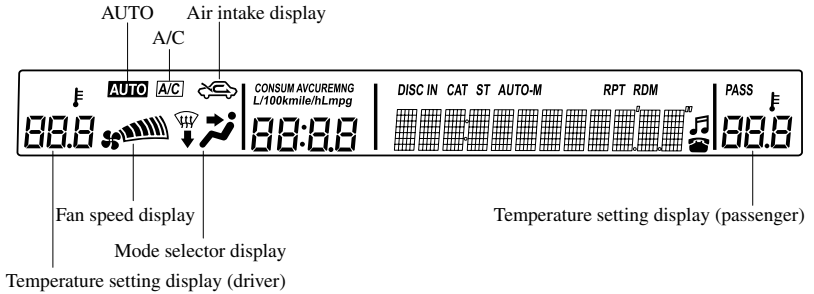 AUTO Air intake display
A/C
AUTO A/C CONSUM AVCUREMNG DISC IN CAT ST AUTO-M RPT RDM PASS
L/100kmile/hLmpg
88.8 88:8.8 88.8
Fan speed display Temperature setting display (passenger)
Mode selector display
Temperature setting display (driver)